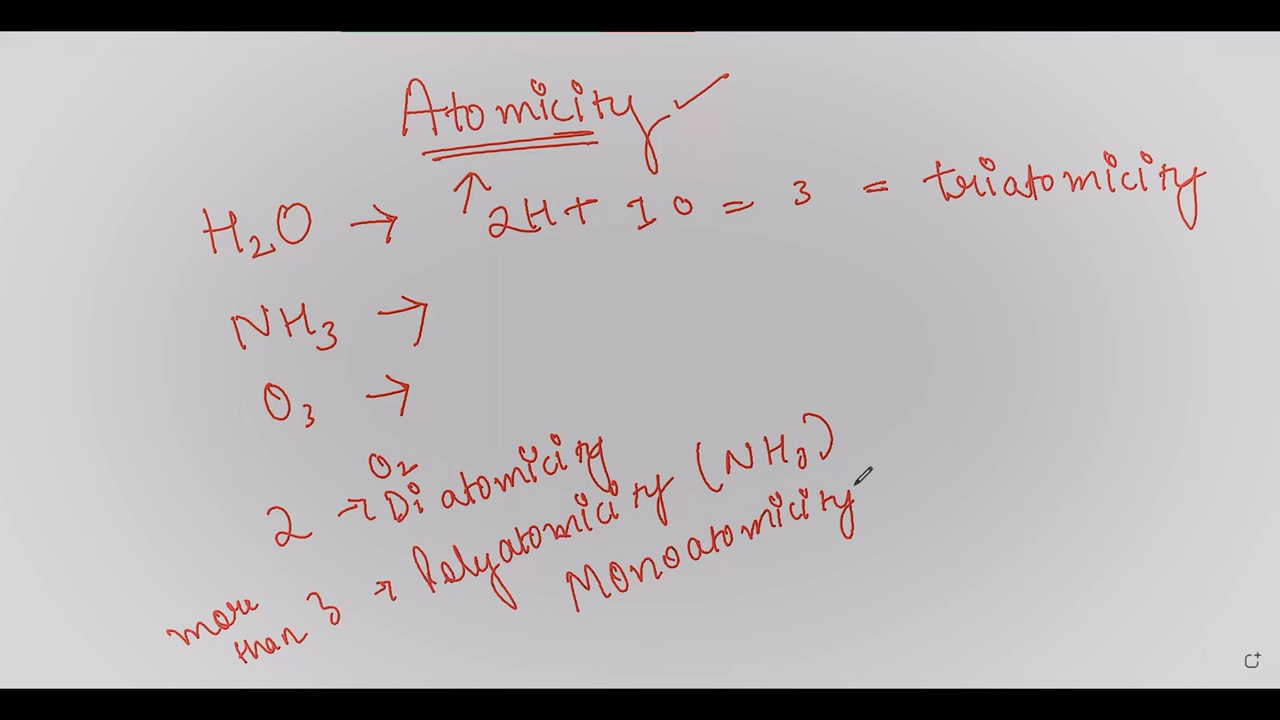 Atomicity ✓
H₂O → ↑ 2H + 1O = 3 = triatomicity
NH₃ →
O₃ →
O₂
2 → Diatomicity
more than 3 → Polyatomicity (NH₃)
Monoatomicity